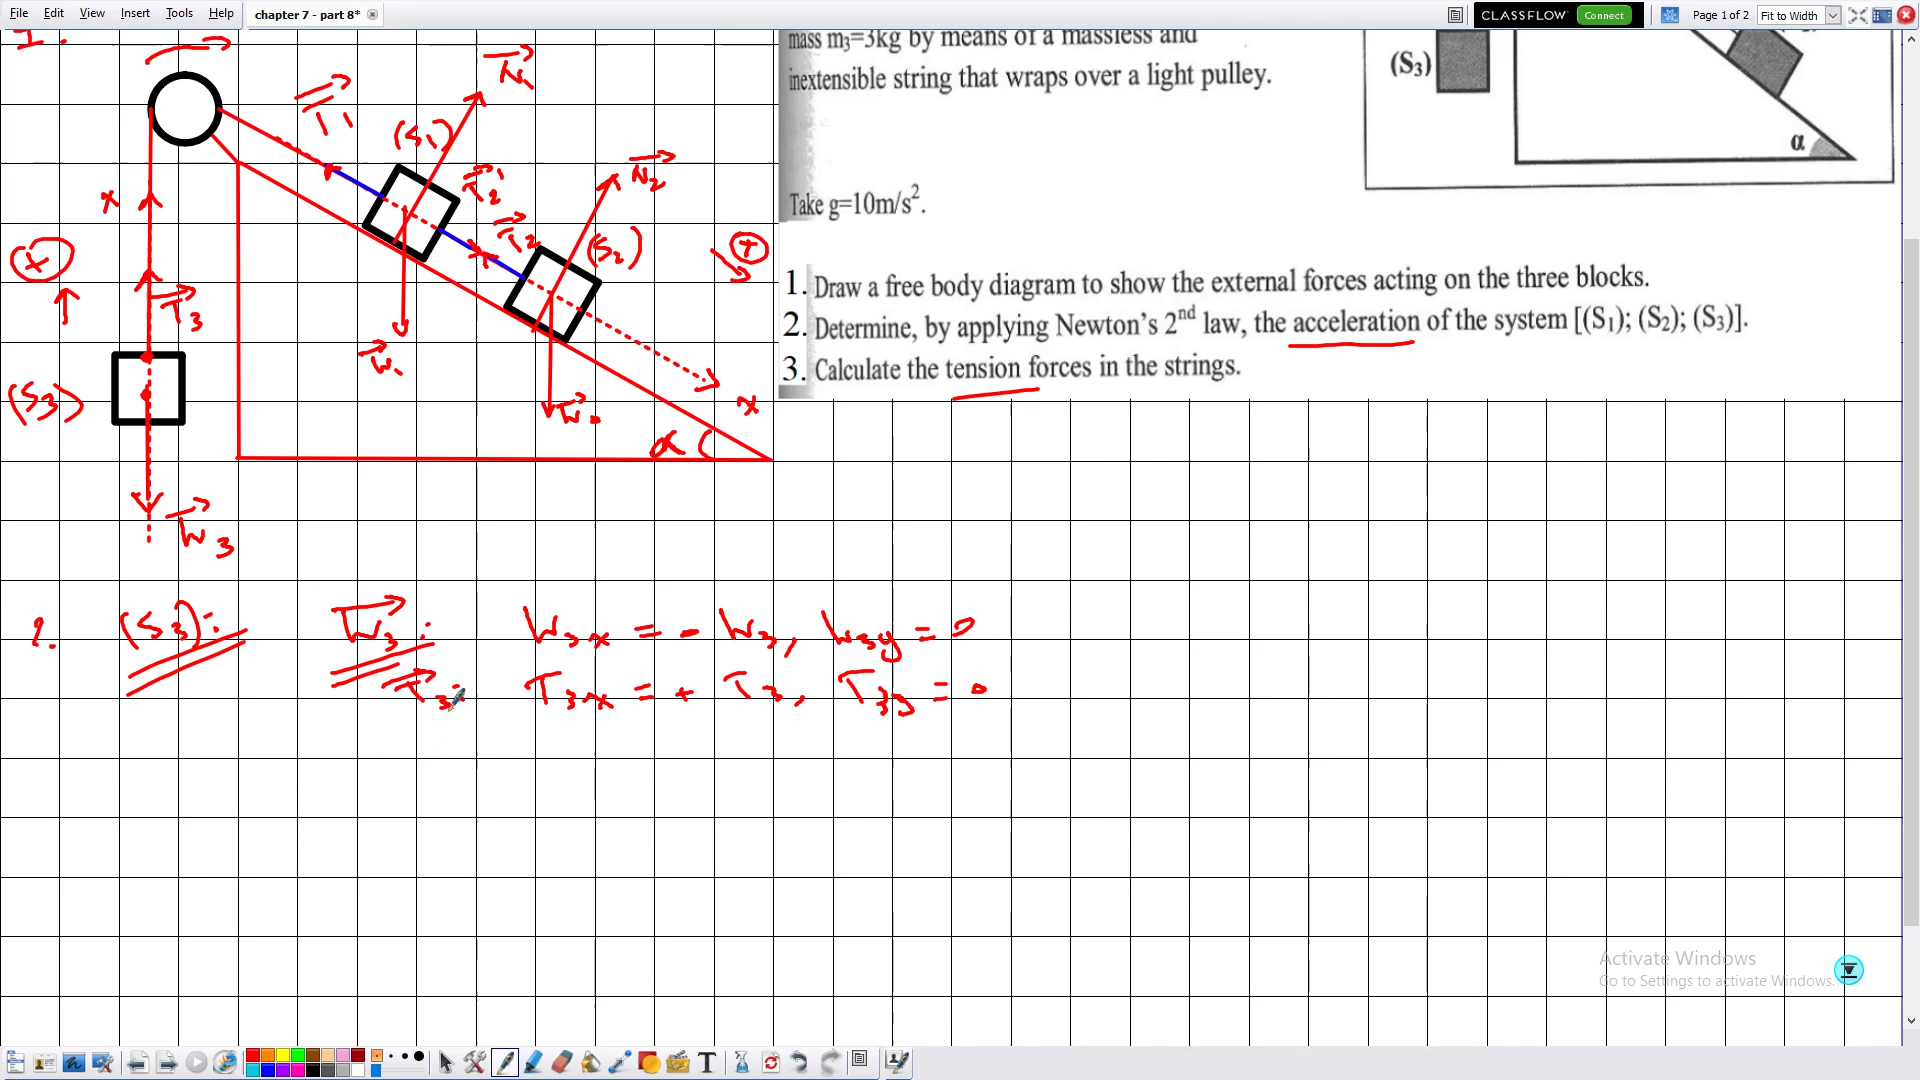 File Edit View Insert Tools Help chapter 7 - part 8* CLASSFLOW Connect Page 1 of 2 Fit to Width
1.
N1
T1
(S1)
N2
T2'
T2
(S2)
x
+
+
T3
W1
W2
x
(S3)
α
W3
mass m3=3kg by means of a massless and
inextensible string that wraps over a light pulley.
(S3)
α
Take g=10m/s².
1. Draw a free body diagram to show the external forces acting on the three blocks.
2. Determine, by applying Newton's 2nd law, the acceleration of the system [(S1); (S2); (S3)].
3. Calculate the tension forces in the strings.
2. (S3): W3: W3x = - W3, W3y = 0
T3: T3x = + T3, T3y = 0
Activate Windows
Go to Settings to activate Windows.